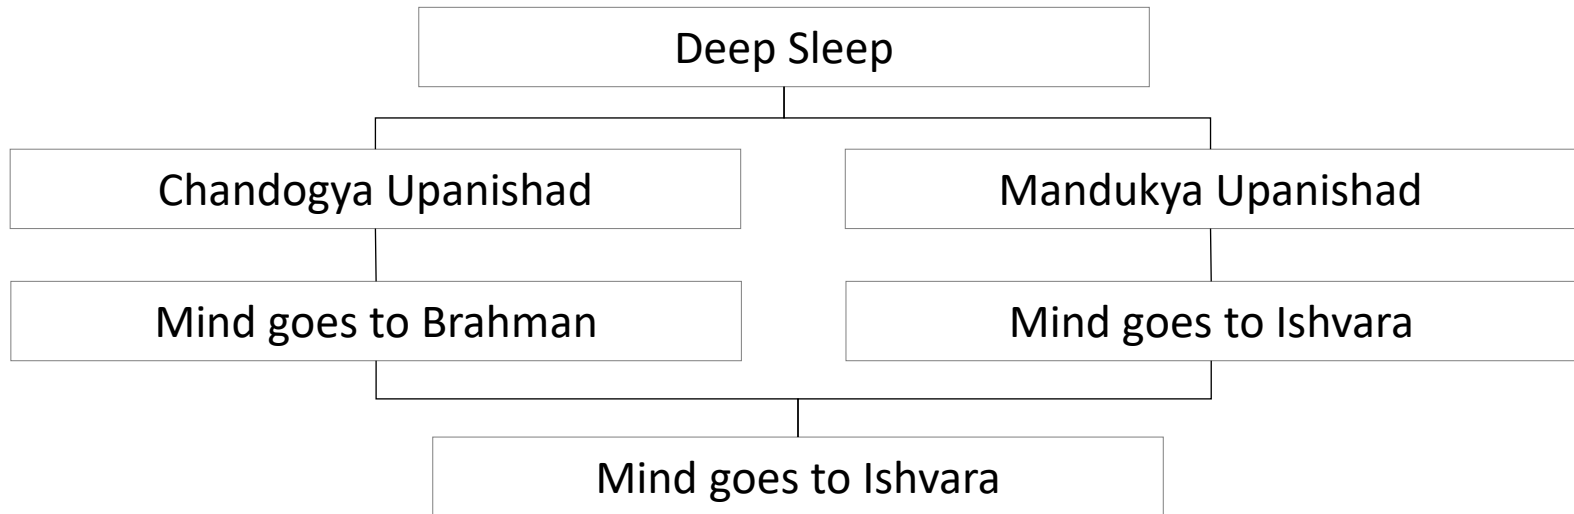 Deep Sleep
Chandogya Upanishad
Mandukya Upanishad
Mind goes to Brahman
Mind goes to Ishvara
Mind goes to Ishvara